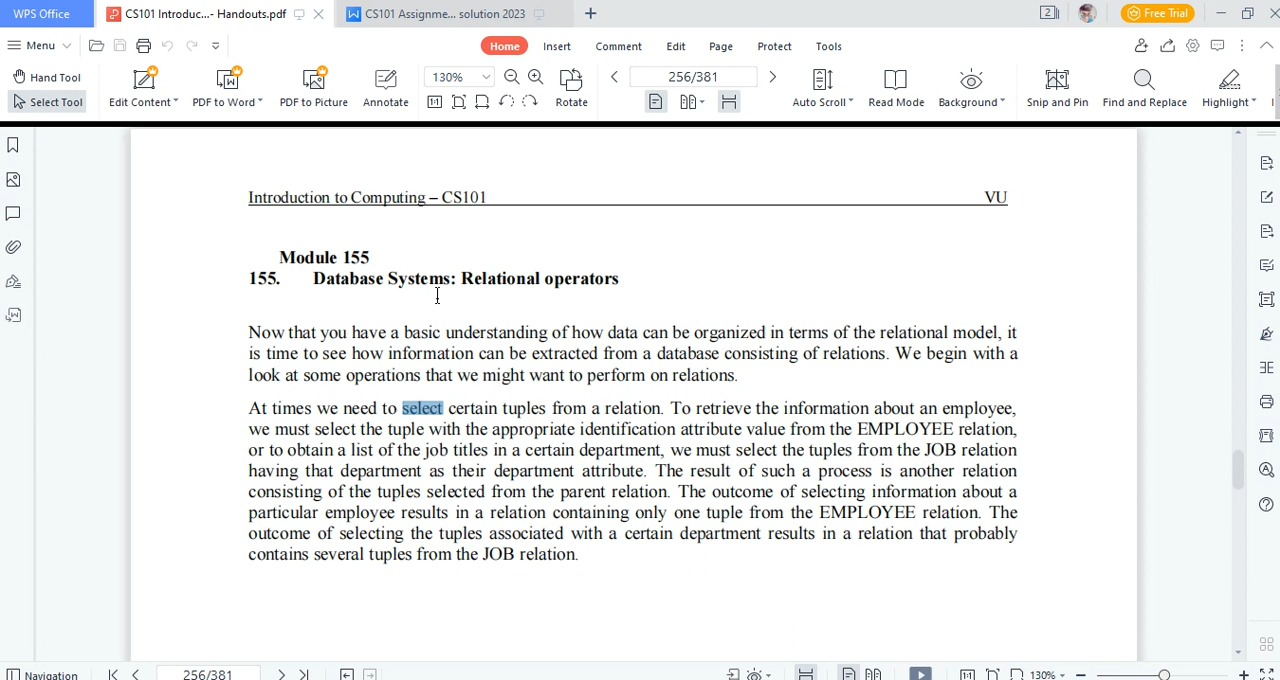 WPS Office
CS101 Introduc...- Handouts.pdf
CS101 Assignme... solution 2023
Free Trial
Menu
Home
Insert
Comment
Edit
Page
Protect
Tools
Hand Tool
Select Tool
Edit Content
PDF to Word
PDF to Picture
Annotate
130%
Rotate
256/381
Auto Scroll
Read Mode
Background
Snip and Pin
Find and Replace
Highlight
Introduction to Computing – CS101 VU
Module 155
155. Database Systems: Relational operators
Now that you have a basic understanding of how data can be organized in terms of the relational model, it
is time to see how information can be extracted from a database consisting of relations. We begin with a
look at some operations that we might want to perform on relations.
At times we need to select certain tuples from a relation. To retrieve the information about an employee,
we must select the tuple with the appropriate identification attribute value from the EMPLOYEE relation,
or to obtain a list of the job titles in a certain department, we must select the tuples from the JOB relation
having that department as their department attribute. The result of such a process is another relation
consisting of the tuples selected from the parent relation. The outcome of selecting information about a
particular employee results in a relation containing only one tuple from the EMPLOYEE relation. The
outcome of selecting the tuples associated with a certain department results in a relation that probably
contains several tuples from the JOB relation.
Navigation
256/381
130%